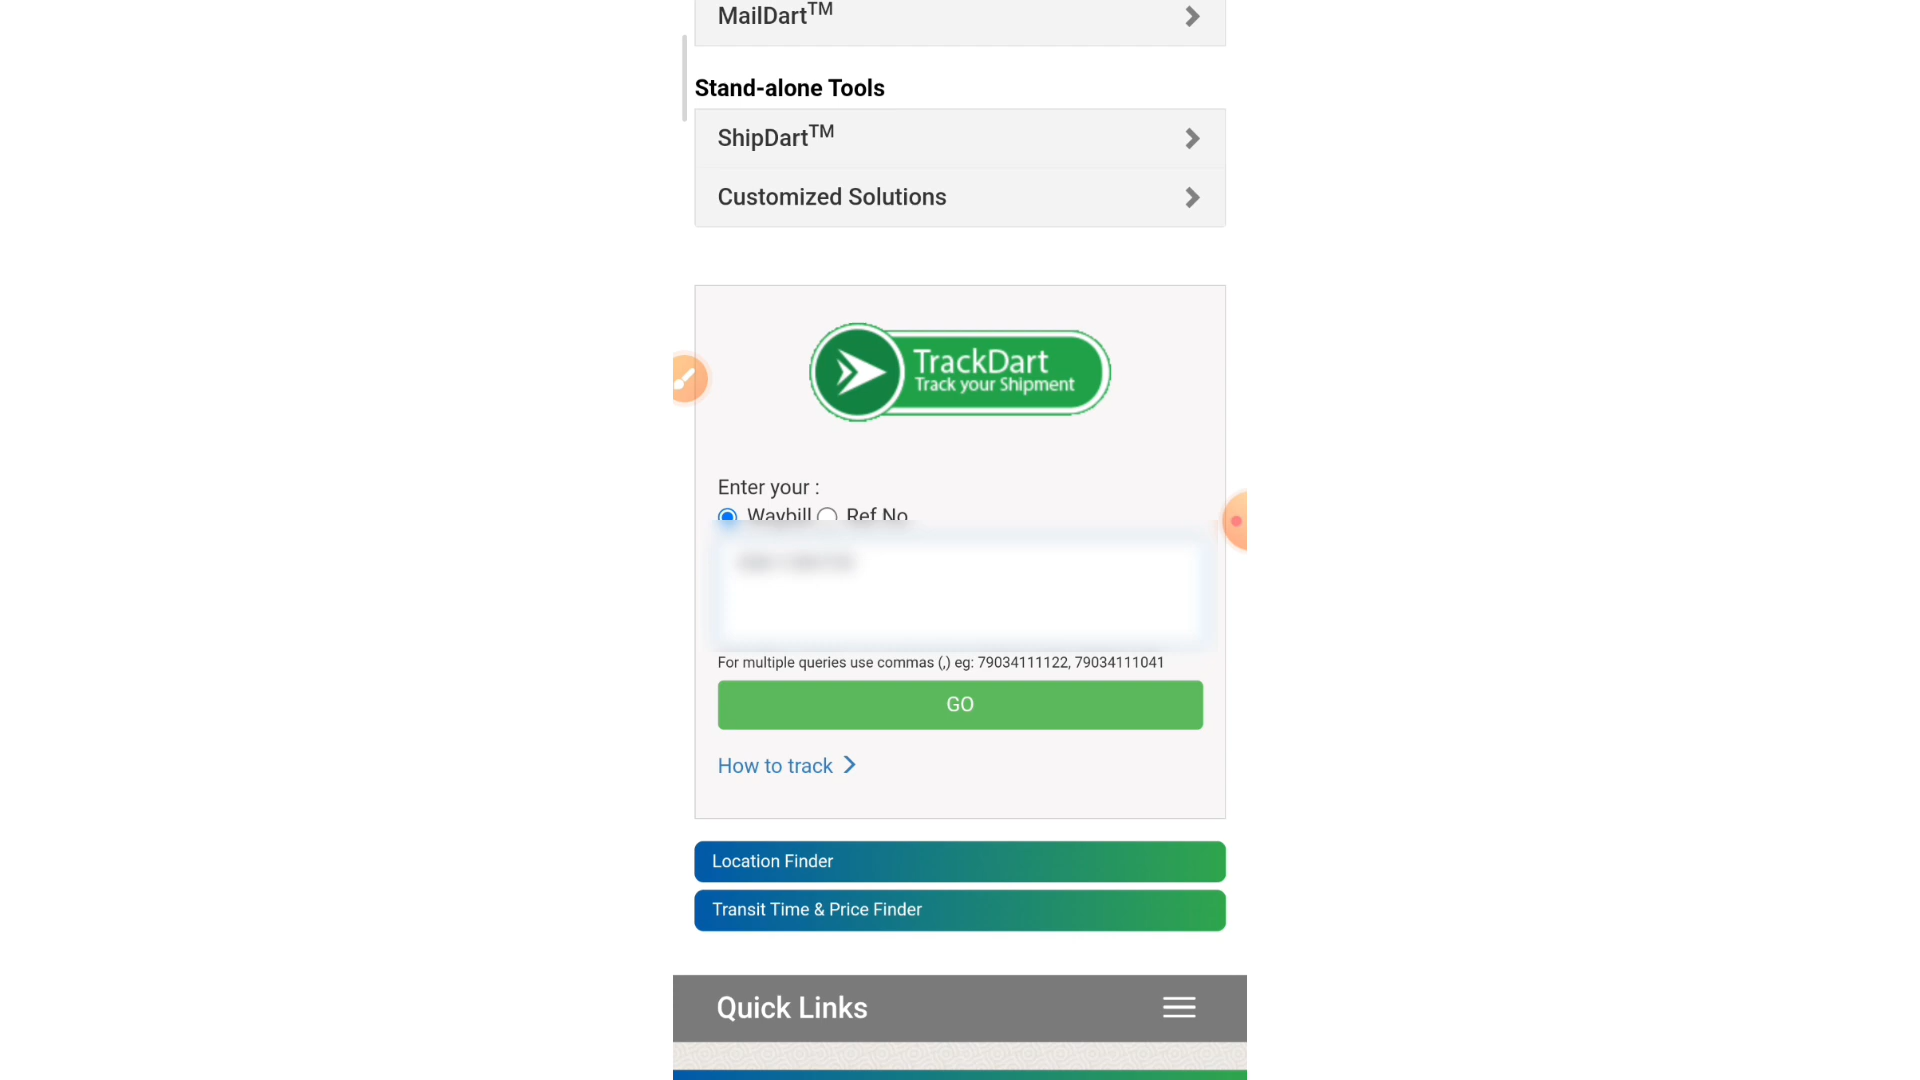 MailDart™
Stand-alone Tools
ShipDart™
Customized Solutions
TrackDart
Track your Shipment
Enter your :
Waybill Ref No
For multiple queries use commas (,) eg: 79034111122, 79034111041
GO
How to track
Location Finder
Transit Time & Price Finder
Quick Links